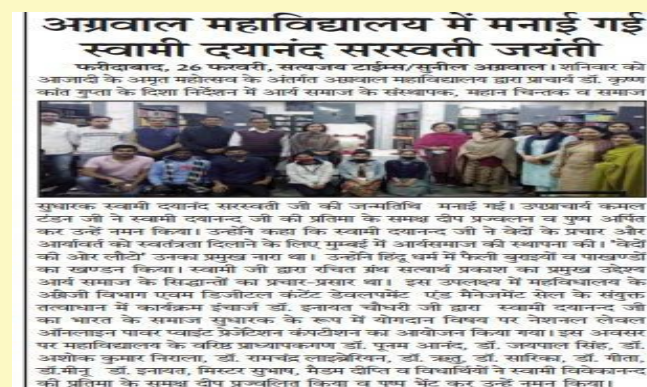 अग्रवाल महाविद्यालय में मनाई गई
स्वामी दयानंद सरस्वती जयंती
फरीदाबाद, 26 फरवरी, सत्यजय टाईम्स/सुनील अग्रवाल। शनिवार को
आजादी के अमृत महोत्सव के अंतर्गत अग्रवाल महाविद्यालय द्वारा प्राचार्य डॉ. कृष्ण
कांत गुप्ता के दिशा निर्देशन में आर्य समाज के संस्थापक, महान चिन्तक व समाज
सुधारक स्वामी दयानंद सरस्वती जी की जन्मतिथि मनाई गई। उपप्राचार्य कमल
टंडन जी ने स्वामी दयानन्द जी की प्रतिमा के समक्ष दीप प्रज्वलन व पुष्प अर्पित
कर उन्हें नमन किया। उन्होंने कहा कि स्वामी दयानन्द जी ने वेदों के प्रचार और
आर्यावर्त को स्वतंत्रता दिलाने के लिए मुम्बई में आर्यसमाज की स्थापना की। 'वेदों
की ओर लौटो' उनका प्रमुख नारा था। उन्होंने हिंदू धर्म में फैली बुराइयों व पाखण्डों
का खण्डन किया। स्वामी जी द्वारा रचित ग्रंथ सत्यार्थ प्रकाश का प्रमुख उद्देश्य
आर्य समाज के सिद्धान्तों का प्रचार-प्रसार था। इस उपलक्ष्य में महविधालय के
अंग्रेजी विभाग एवम डिजीटल कंटेंट डेवलपमेंट एंड मैनेजमेंट सेल के संयुक्त
तत्वाधान में कार्यक्रम इंचार्ज डॉ. इनायत चौधरी जी द्वारा स्वामी दयानन्द जी
का भारत के समाज सुधारक के रूप में योगदान विषय पर नेशनल लेवल
ऑनलाइन पावर प्वाइंट प्रेजेंटेशन कंपटीशन का आयोजन किया गया। इस अवसर
पर महाविद्यालय के वरिष्ठ प्राध्यापकगण डॉ. पूनम आनंद, डॉ. जयपाल सिंह, डॉ.
अशोक कुमार निराला, डॉ. रामचंद्र लाइब्रेरियन, डॉ. ऋतु, डॉ. सारिका, डॉ. गीता,
डॉ.मीनू डॉ. इनायत, मिस्टर सुभाष, मैडम दीप्ति व विधार्थियों ने स्वामी विवेकानन्द
की प्रतिमा के समक्ष दीप प्रज्वलित किया व पुष्प भेंट कर उन्हें नमन किया।